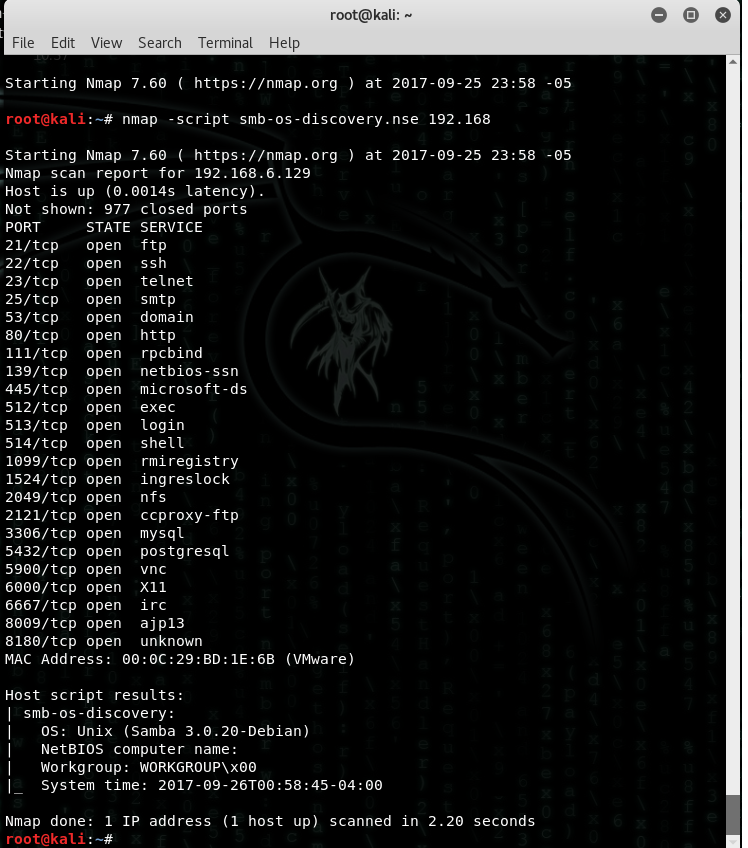 root@kali: ~
File Edit View Search Terminal Help
Starting Nmap 7.60 ( https://nmap.org ) at 2017-09-25 23:58 -05
root@kali:~# nmap -script smb-os-discovery.nse 192.168
Starting Nmap 7.60 ( https://nmap.org ) at 2017-09-25 23:58 -05
Nmap scan report for 192.168.6.129
Host is up (0.0014s latency).
Not shown: 977 closed ports
PORT     STATE SERVICE
21/tcp   open  ftp
22/tcp   open  ssh
23/tcp   open  telnet
25/tcp   open  smtp
53/tcp   open  domain
80/tcp   open  http
111/tcp  open  rpcbind
139/tcp  open  netbios-ssn
445/tcp  open  microsoft-ds
512/tcp  open  exec
513/tcp  open  login
514/tcp  open  shell
1099/tcp open  rmiregistry
1524/tcp open  ingreslock
2049/tcp open  nfs
2121/tcp open  ccproxy-ftp
3306/tcp open  mysql
5432/tcp open  postgresql
5900/tcp open  vnc
6000/tcp open  X11
6667/tcp open  irc
8009/tcp open  ajp13
8180/tcp open  unknown
MAC Address: 00:0C:29:BD:1E:6B (VMware)
Host script results:
| smb-os-discovery:
|   OS: Unix (Samba 3.0.20-Debian)
|   NetBIOS computer name:
|   Workgroup: WORKGROUP\x00
|_  System time: 2017-09-26T00:58:45-04:00
Nmap done: 1 IP address (1 host up) scanned in 2.20 seconds
root@kali:~#